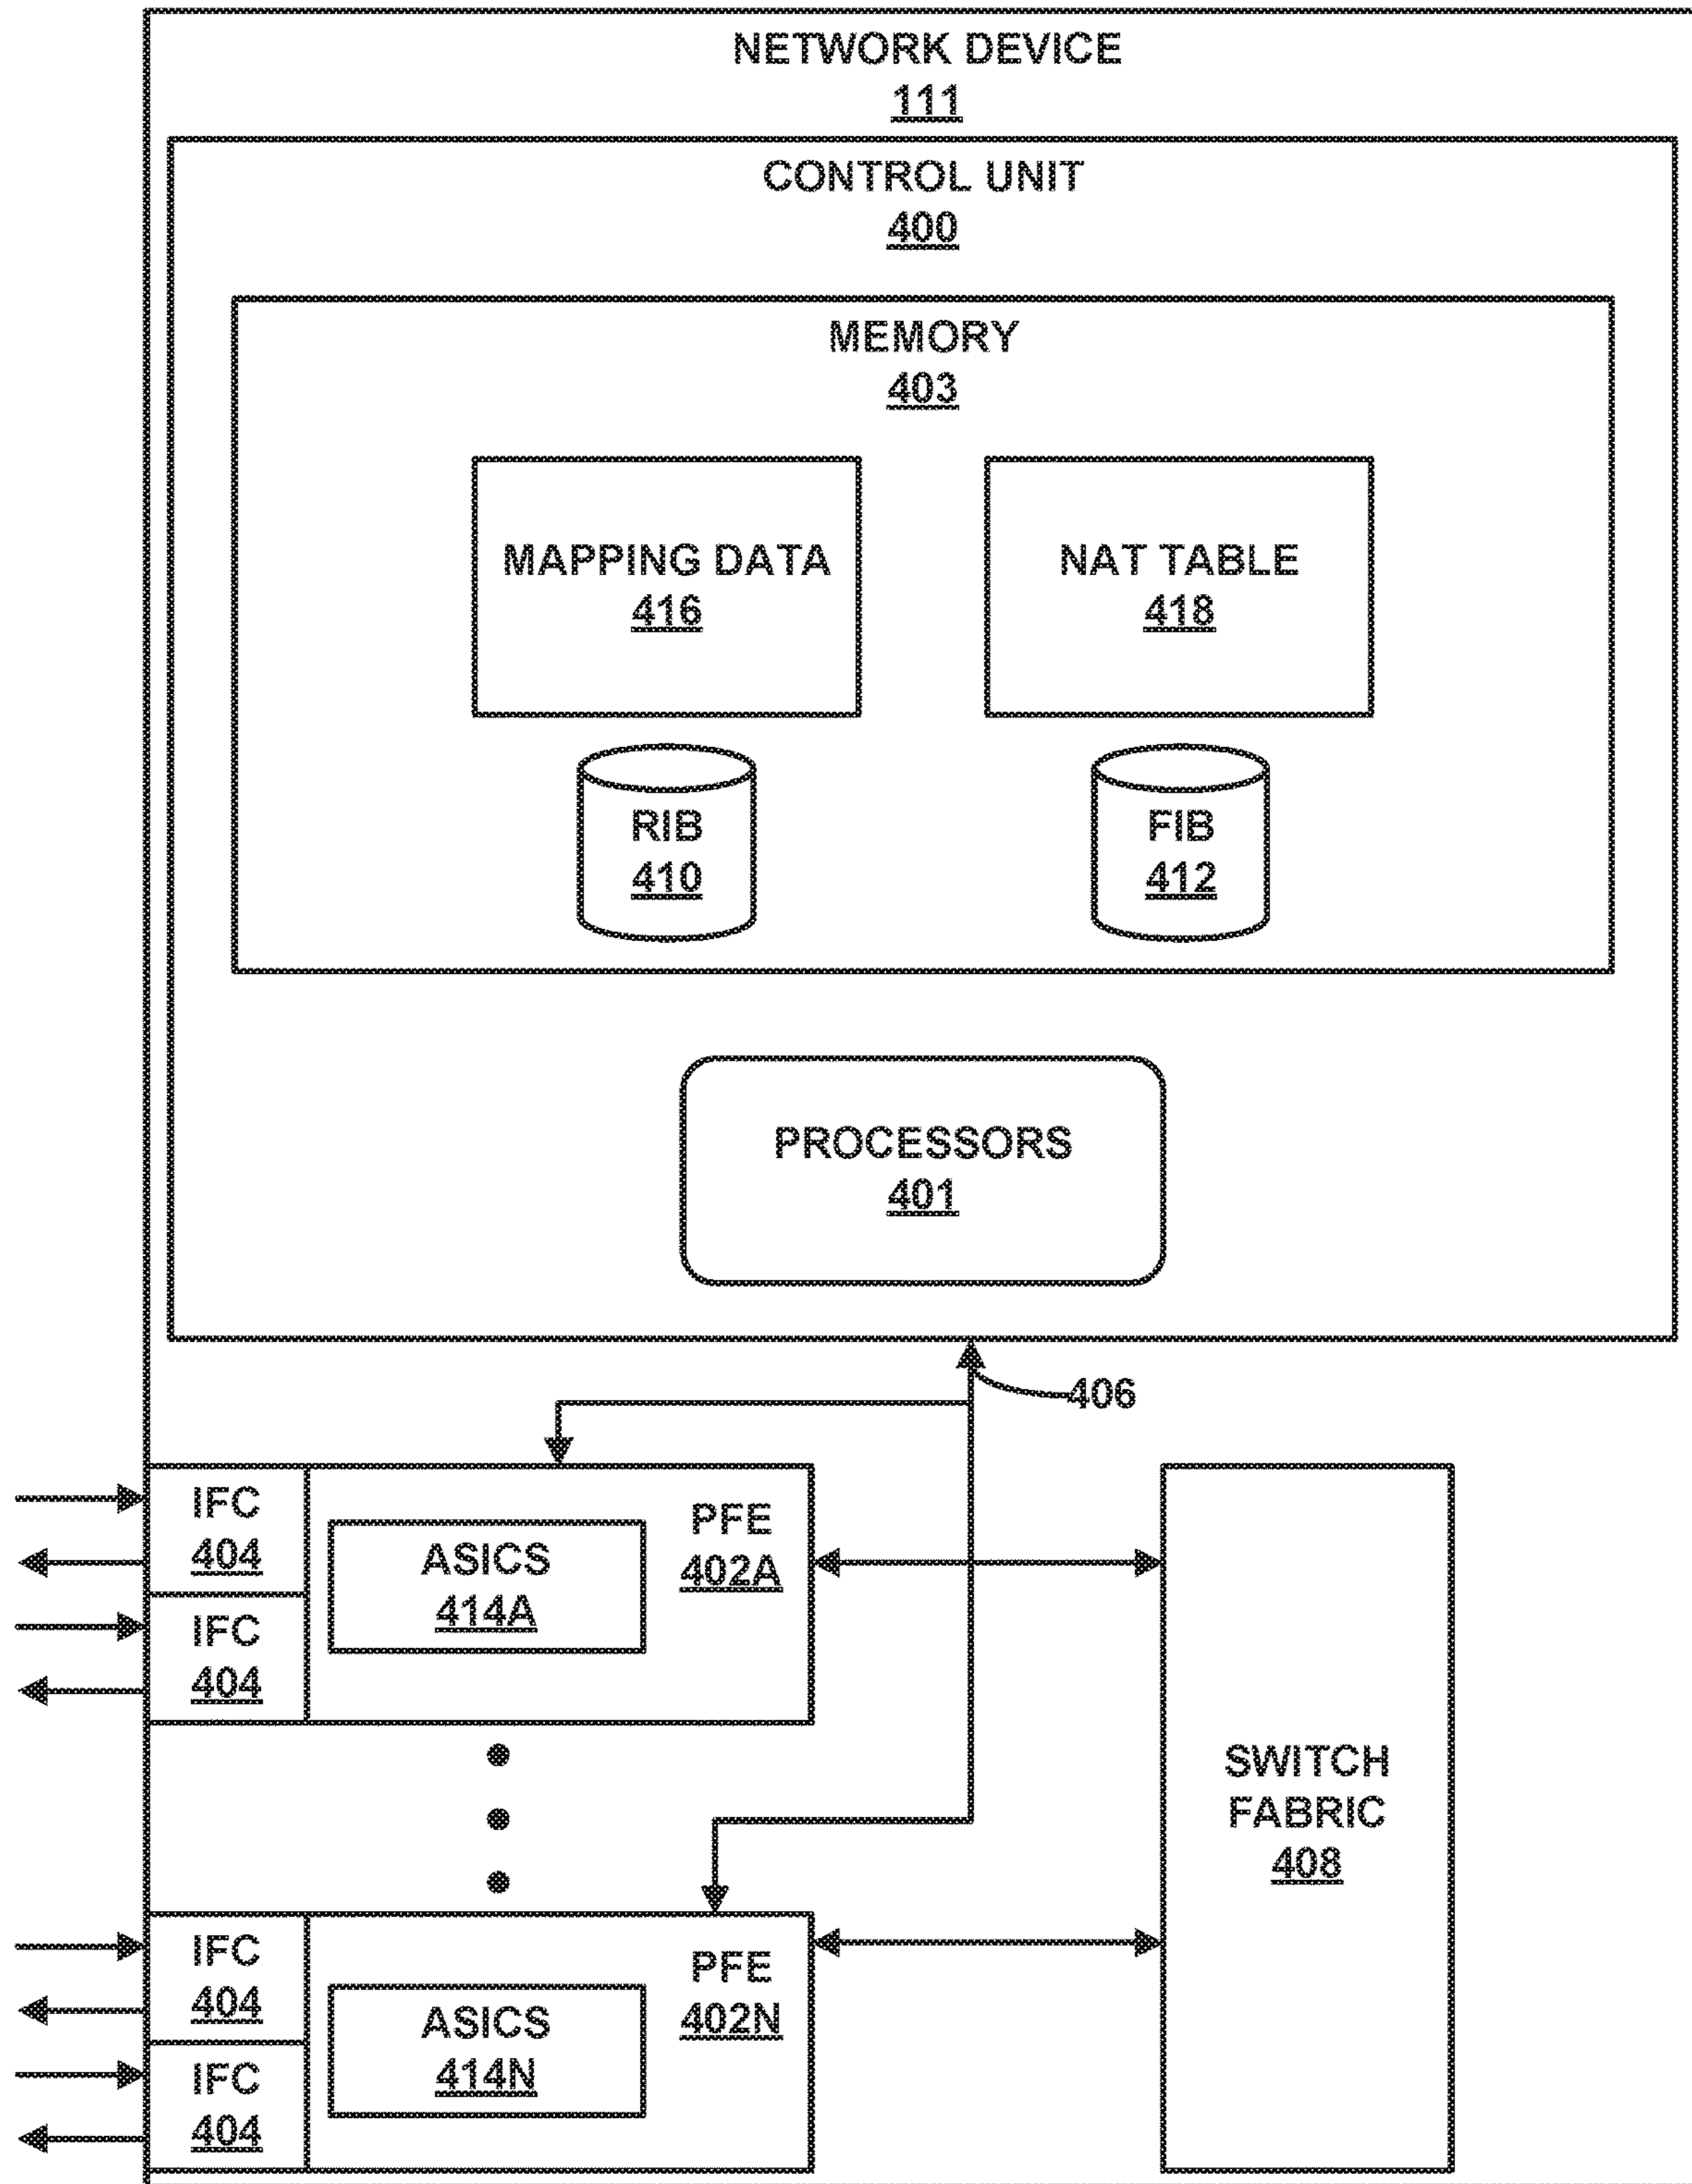 NETWORK DEVICE
111
CONTROL UNIT
400
MEMORY
403
MAPPING DATA
416
NAT TABLE
418
RIB
410
FIB
412
PROCESSORS
401
406
IFC
404
IFC
404
ASICS
414A
PFE
402A
SWITCH
FABRIC
408
IFC
404
IFC
404
ASICS
414N
PFE
402N